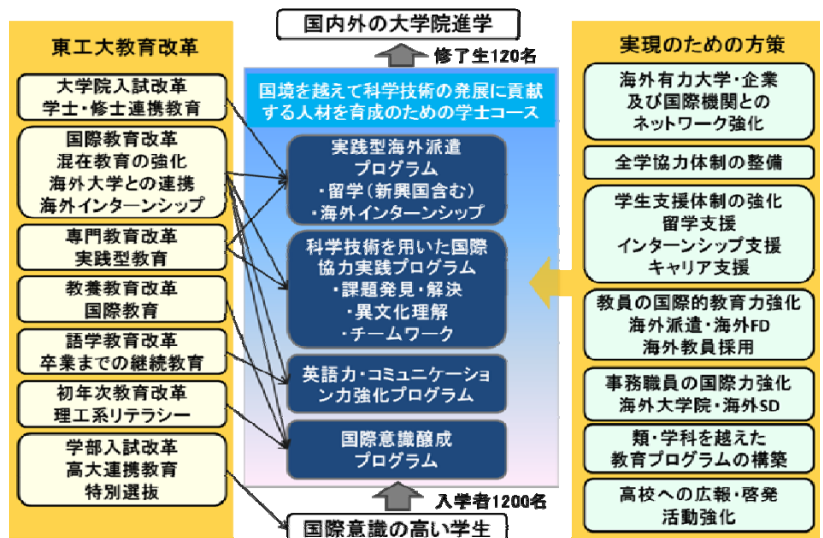 国内外の大学院進学
修了生120名
東工大教育改革
大学院入試改革
学士・修士連携教育
国際教育改革
混在教育の強化
海外大学との連携
海外インターンシップ
専門教育改革
実践型教育
教養教育改革
国際教育
語学教育改革
卒業までの継続教育
初年次教育改革
理工系リテラシー
学部入試改革
高大連携教育
特別選抜
国境を越えて科学技術の発展に貢献
する人材を育成のための学士コース
実践型海外派遣
プログラム
・留学(新興国含む)
・海外インターンシップ
科学技術を用いた国際
協力実践プログラム
・課題発見・解決
・異文化理解
・チームワーク
英語力・コミュニケーショ
ン力強化プログラム
国際意識醸成
プログラム
入学者1200名
国際意識の高い学生
実現のための方策
海外有力大学・企業
及び国際機関との
ネットワーク強化
全学協力体制の整備
学生支援体制の強化
留学支援
インターンシップ支援
キャリア支援
教員の国際的教育力強化
海外派遣・海外FD
海外教員採用
事務職員の国際力強化
海外大学院・海外SD
類・学科を越えた
教育プログラムの構築
高校への広報・啓発
活動強化